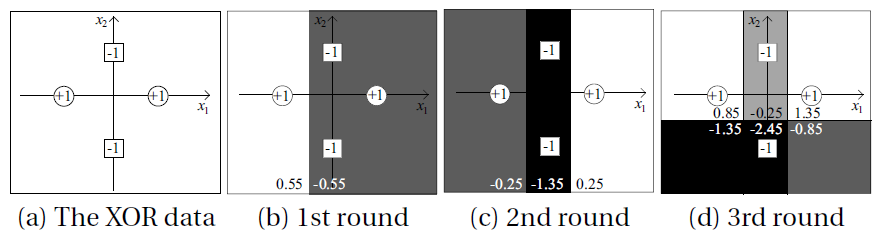 x₂
-1
+1
+1
x₁
-1
(a) The XOR data
x₂
-1
+1
+1
x₁
-1
0.55 -0.55
(b) 1st round
x₂
-1
+1
+1
x₁
-1
-0.25 -1.35 0.25
(c) 2nd round
x₂
-1
+1
+1
x₁
0.85 -0.25 1.35
-1.35 -2.45 -0.85
-1
(d) 3rd round